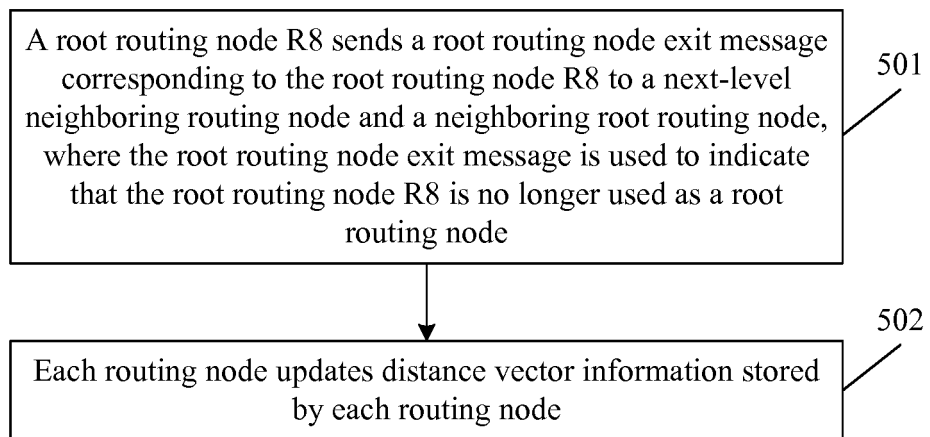 A root routing node R8 sends a root routing node exit message
corresponding to the root routing node R8 to a next-level
neighboring routing node and a neighboring root routing node,
where the root routing node exit message is used to indicate
that the root routing node R8 is no longer used as a root
routing node
501
Each routing node updates distance vector information stored
by each routing node
502